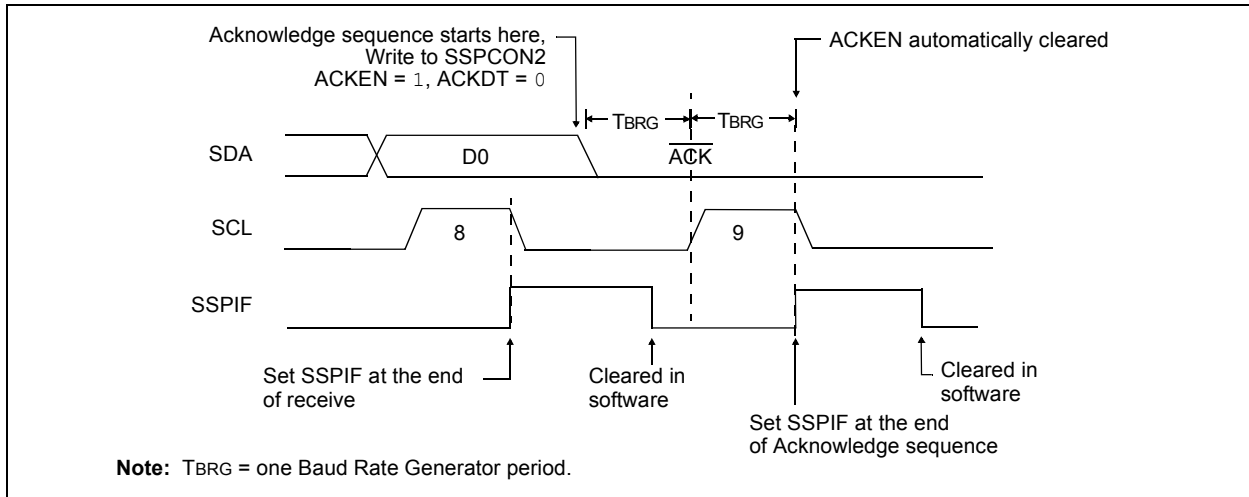 Acknowledge sequence starts here,
Write to SSPCON2
ACKEN = 1, ACKDT = 0
ACKEN automatically cleared
TBRG
TBRG
SDA
D0
ACK
SCL
8
9
SSPIF
Set SSPIF at the end
of receive
Cleared in
software
Set SSPIF at the end
of Acknowledge sequence
Cleared in
software
Note: TBRG = one Baud Rate Generator period.